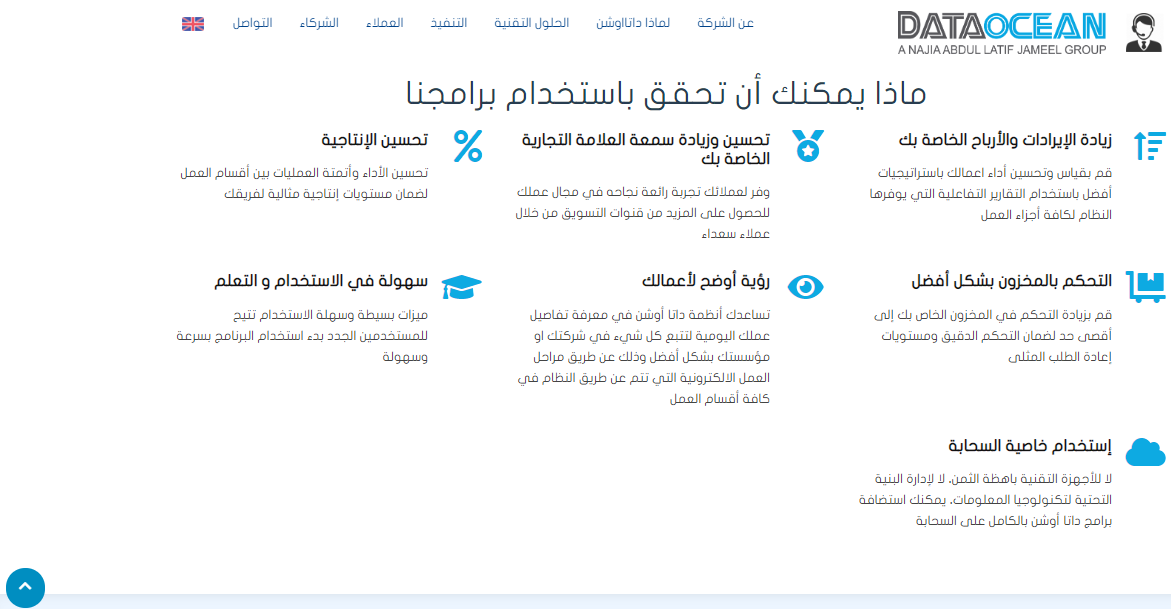 DATAOCEAN
A NAJIA ABDUL LATIF JAMEEL GROUP
عن الشركة
لماذا داتااوشن
الحلول التقنية
التنفيذ
العملاء
الشركاء
التواصل
ماذا يمكنك أن تحقق باستخدام برامجنا
زيادة الإيرادات والأرباح الخاصة بك
قم بقياس وتحسين أداء اعمالك باستراتيجيات
أفضل باستخدام التقارير التفاعلية التي يوفرها
النظام لكافة أجزاء العمل
تحسين وزيادة سمعة العلامة التجارية
الخاصة بك
وفر لعملائك تجربة رائعة نجاحه في مجال عملك
للحصول على المزيد من قنوات التسويق من خلال
عملاء سعداء
تحسين الإنتاجية
تحسين الأداء وأتمتة العمليات بين أقسام العمل
لضمان مستويات إنتاجية مثالية لفريقك
التحكم بالمخزون بشكل أفضل
قم بزيادة التحكم في المخزون الخاص بك إلى
أقصى حد لضمان التحكم الدقيق ومستويات
إعادة الطلب المثلى
رؤية أوضح لأعمالك
تساعدك أنظمة داتا أوشن في معرفة تفاصيل
عملك اليومية لتتبع كل شيء في شركتك او
مؤسستك بشكل أفضل وذلك عن طريق مراحل
العمل الالكترونية التي تتم عن طريق النظام في
كافة أقسام العمل
سهولة في الاستخدام و التعلم
ميزات بسيطة وسهلة الاستخدام تتيح
للمستخدمين الجدد بدء استخدام البرنامج بسرعة
وسهولة
إستخدام خاصية السحابة
لا للأجهزة التقنية باهظة الثمن. لا لإدارة البنية
التحتية لتكنولوجيا المعلومات. يمكنك استضافة
برامج داتا أوشن بالكامل على السحابة